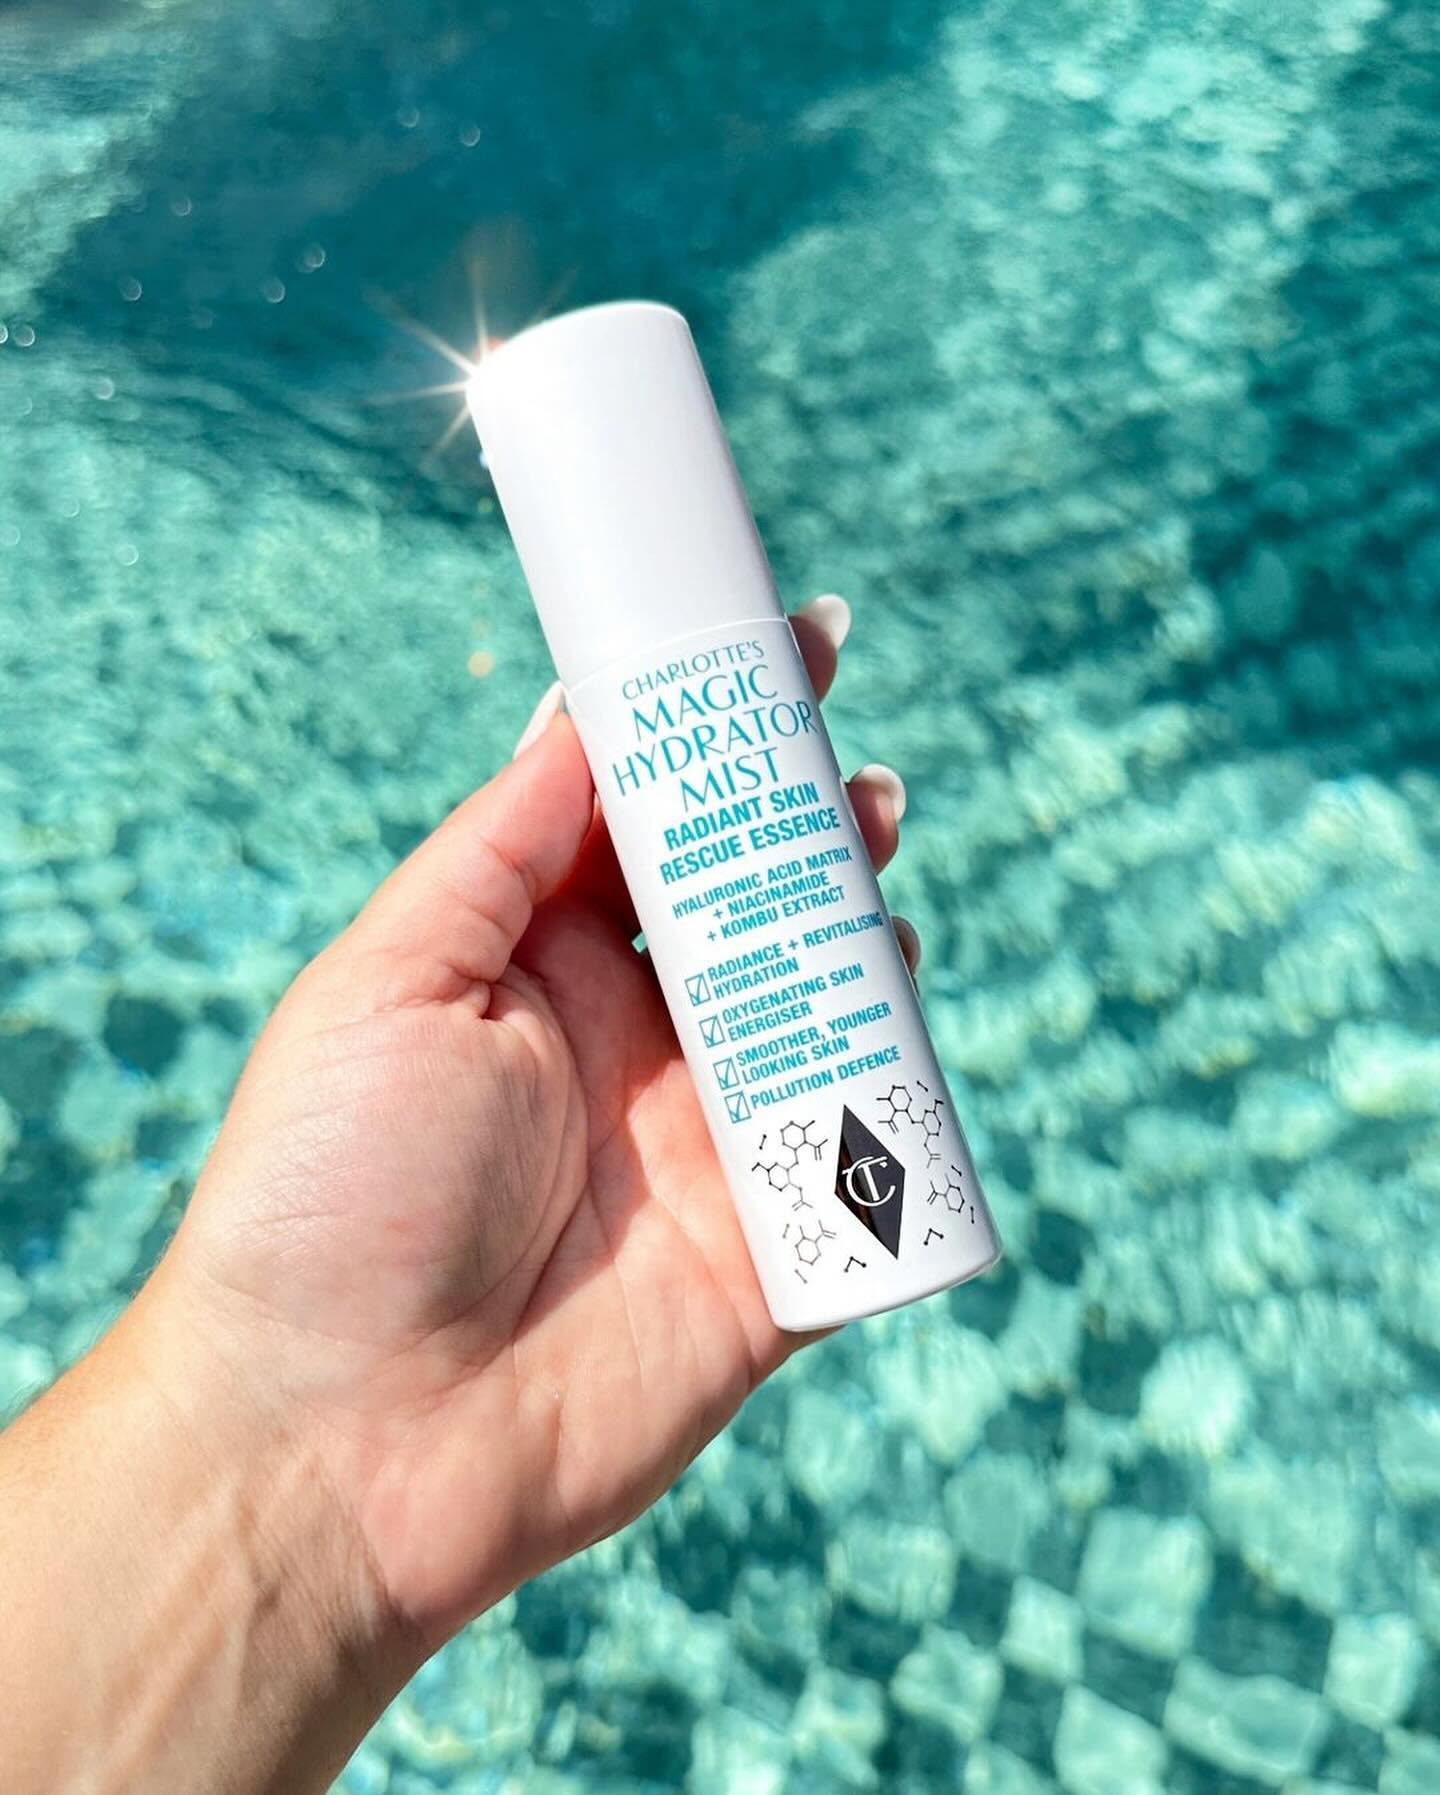 CHARLOTTE'S
MAGIC
HYDRATOR
MIST
RADIANT SKIN
RESCUE ESSENCE
HYALURONIC ACID MATRIX
+ NIACINAMIDE
+ KOMBU EXTRACT
RADIANCE + REVITALISING
HYDRATION
OXYGENATING SKIN
ENERGISER
SMOOTHER, YOUNGER
LOOKING SKIN
POLLUTION DEFENCE
CT